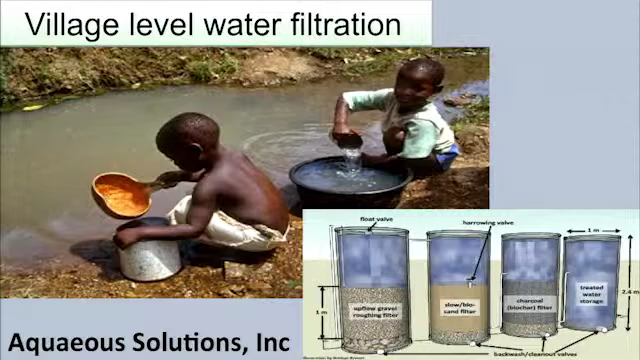 Village level water filtration
float valve
harrowing valve
1 m
upflow gravel
roughing filter
slow/bio-
sand filter
charcoal
(biochar) filter
treated
water
storage
1 m
2.4 m
backwash/cleanout valves
Aquaeous Solutions, Inc